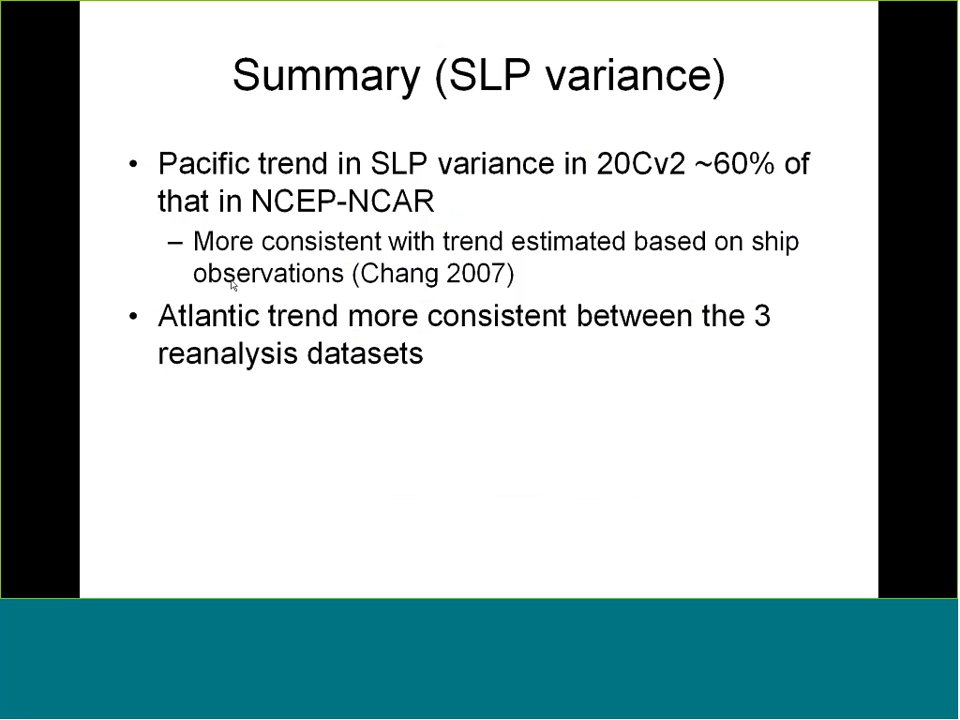 Summary (SLP variance)
• Pacific trend in SLP variance in 20Cv2 ~60% of
that in NCEP-NCAR
– More consistent with trend estimated based on ship
observations (Chang 2007)
• Atlantic trend more consistent between the 3
reanalysis datasets